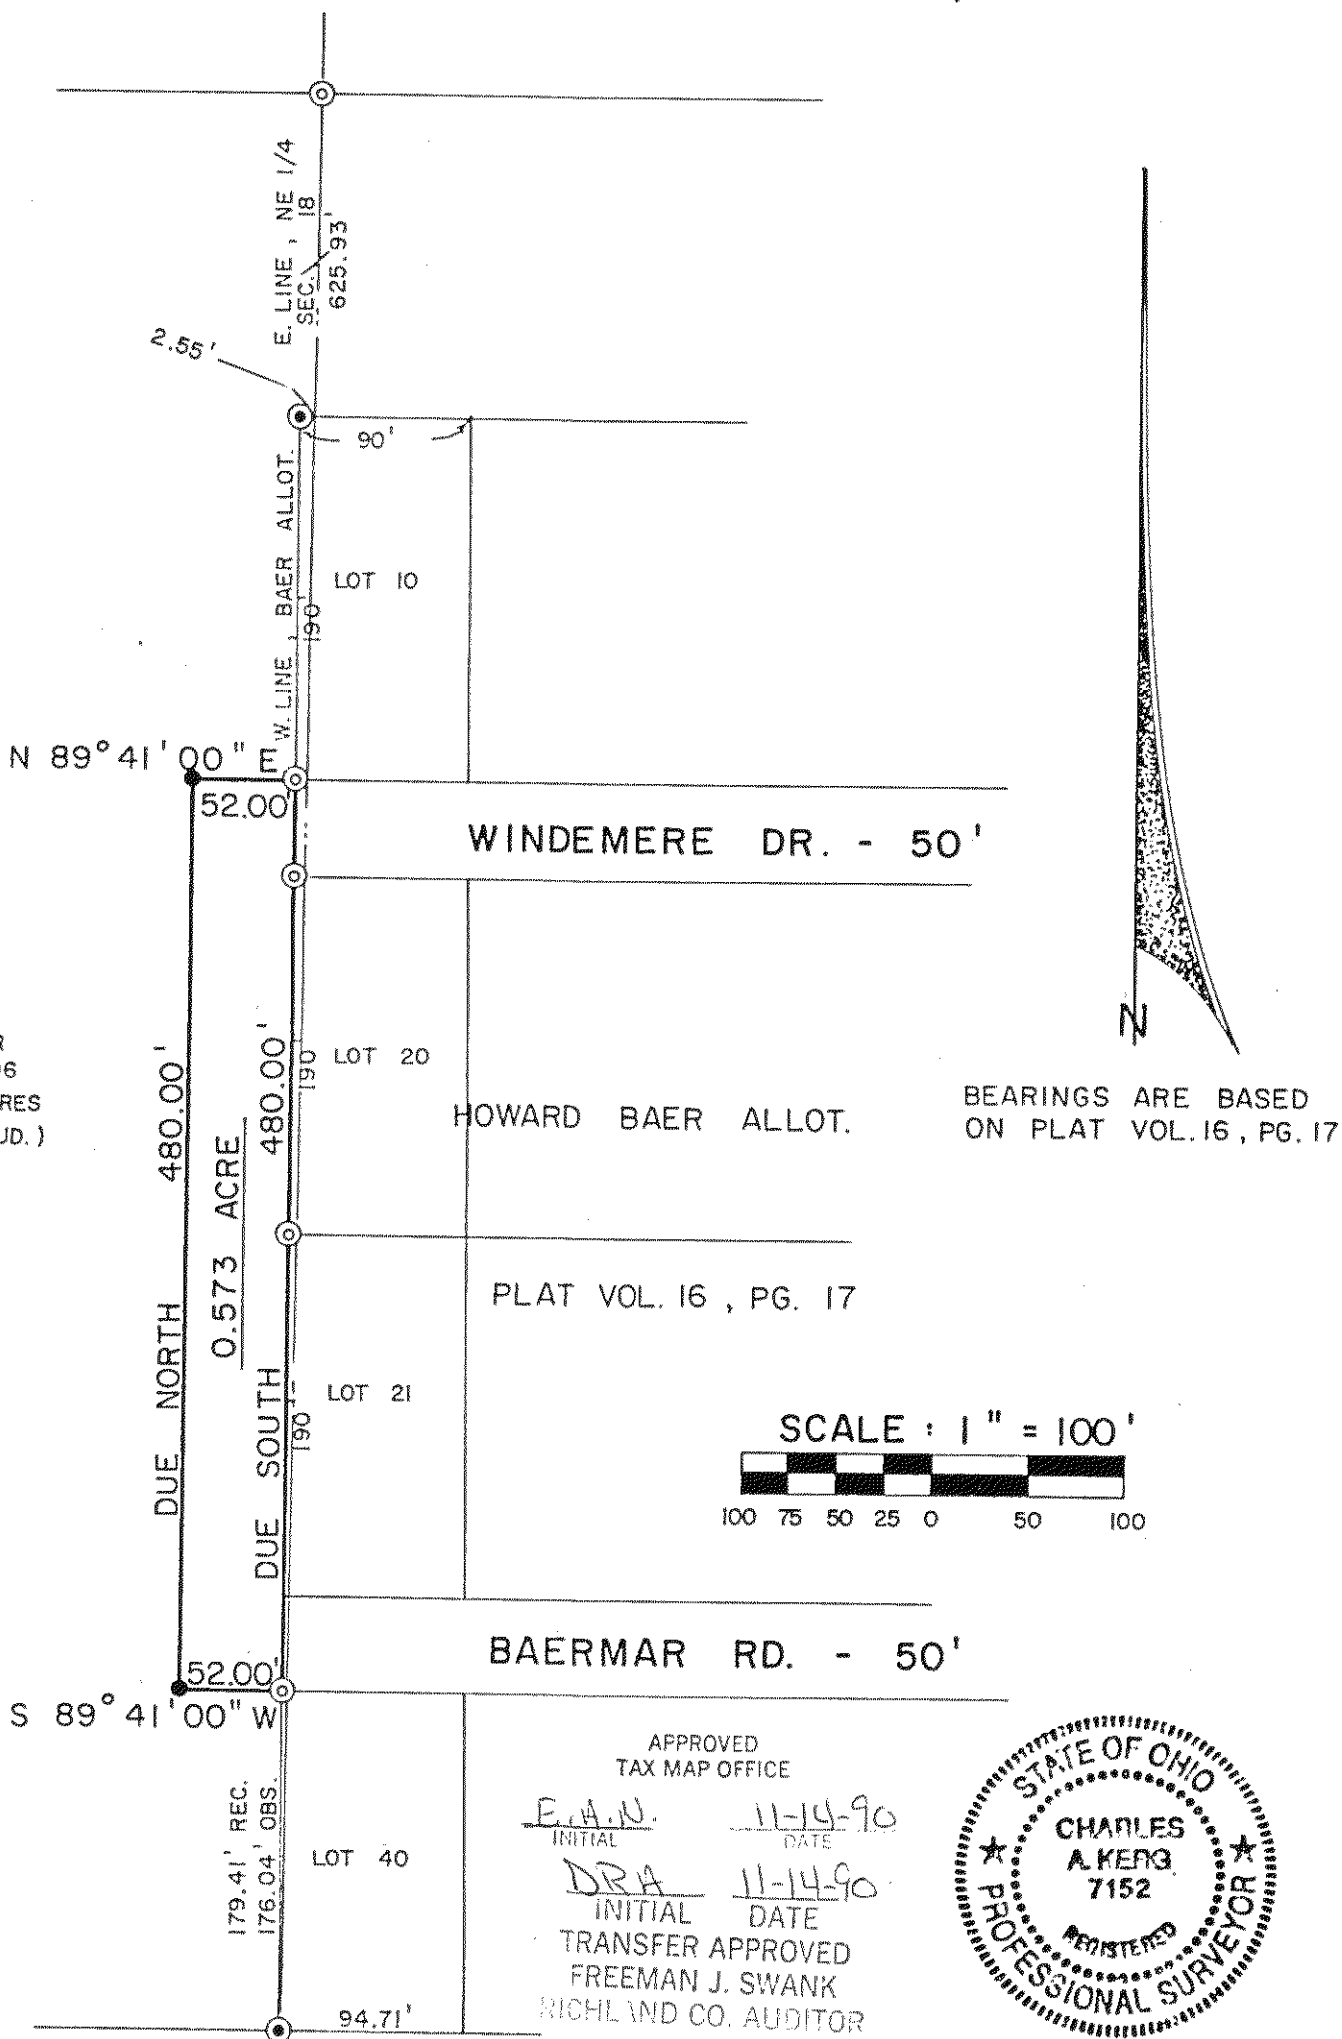 E. LINE , NE 1/4
SEC. 18
625.93'
2.55'
90'
W. LINE , BAER ALLOT.
190'
LOT 10
N 89° 41' 00" E
52.00'
WINDEMERE DR. - 50'
480.00'
DUE NORTH
0.573 ACRE
480.00'
DUE SOUTH
190'
LOT 20
HOWARD BAER ALLOT.
N
BEARINGS ARE BASED
ON PLAT VOL. 16 , PG. 17
PLAT VOL. 16 , PG. 17
190'
LOT 21
SCALE : 1" = 100'
100 75 50 25 0 50 100
BAERMAR RD. - 50'
52.00'
S 89° 41' 00" W
179.41' REC.
176.04' OBS.
LOT 40
94.71'
APPROVED
TAX MAP OFFICE
E.A.N. 11-14-90
INITIAL DATE
DRA 11-14-90
INITIAL DATE
TRANSFER APPROVED
FREEMAN J. SWANK
RICHLAND CO. AUDITOR
STATE OF OHIO
CHARLES
A. KERG
7152
REGISTERED
PROFESSIONAL SURVEYOR